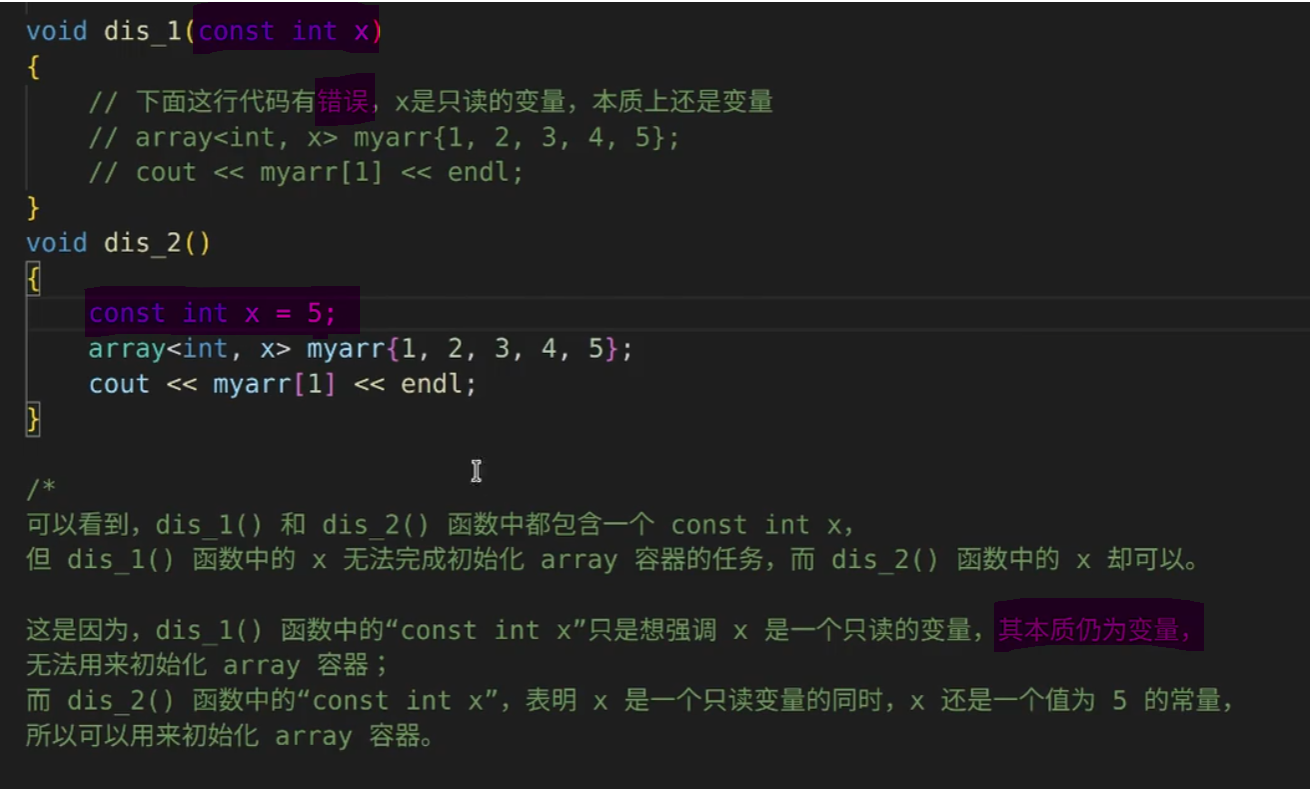 void dis_1(const int x)
{
// 下面这行代码有错误，x是只读的变量，本质上还是变量
// array<int, x> myarr{1, 2, 3, 4, 5};
// cout << myarr[1] << endl;
}
void dis_2()
{
const int x = 5;
array<int, x> myarr{1, 2, 3, 4, 5};
cout << myarr[1] << endl;
}
/*
可以看到，dis_1() 和 dis_2() 函数中都包含一个 const int x，
但 dis_1() 函数中的 x 无法完成初始化 array 容器的任务，而 dis_2() 函数中的 x 却可以。
这是因为，dis_1() 函数中的“const int x”只是想强调 x 是一个只读的变量，其本质仍为变量，
无法用来初始化 array 容器；
而 dis_2() 函数中的“const int x”，表明 x 是一个只读变量的同时，x 还是一个值为 5 的常量，
所以可以用来初始化 array 容器。